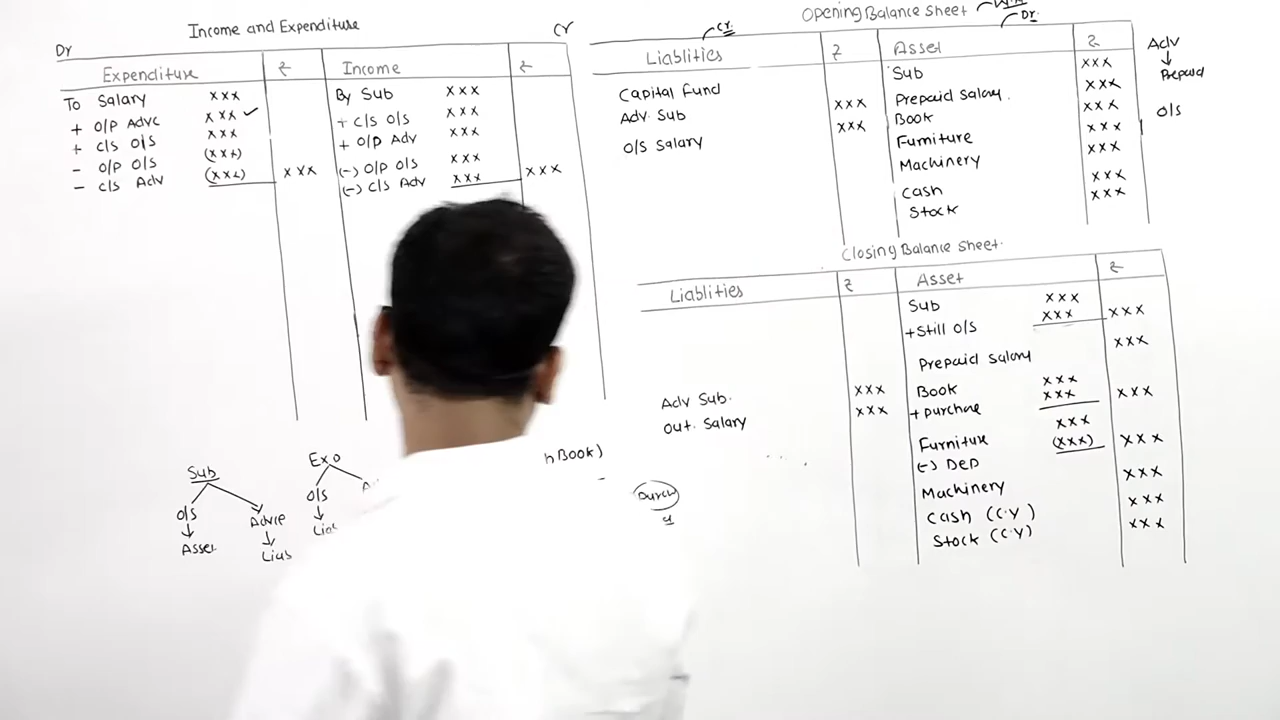 Income and Expenditure
Dr
Cr
Expenditure ₹ Income ₹
To Salary xxx By Sub xxx
+ O/P Advc xxx ✓ + C/S O/S xxx
+ C/S O/S xxx + O/P Adv xxx
- O/P O/S (xxx) (-) O/P O/S xxx
- C/S Adv (xxx) xxx (-) C/S Adv xxx xxx
Opening Balance Sheet
Cr.
Dr.
Liablities ₹ Asset ₹
Capital Fund
Adv Sub xxx
O/S Salary xxx
Sub xxx
Prepaid Salary. xxx
Book xxx
Furniture xxx
Machinery xxx
Cash xxx
Stock xxx
Adv
↓
Prepaid
O/S
Closing Balance Sheet
Liablities ₹ Asset ₹
Sub xxx
+ Still O/S xxx xxx
Prepaid Salary xxx
Adv Sub. xxx
Out. Salary xxx
Book xxx
+ Purchase xxx xxx
Furniture xxx
(-) DED (xxx) xxx
Machinery xxx
Cash (C.Y) xxx
Stock (C.Y) xxx
Sub
O/S Advce
↓ ↓
Asset Liab
Exp
O/S A
↓
Lia
h Book)